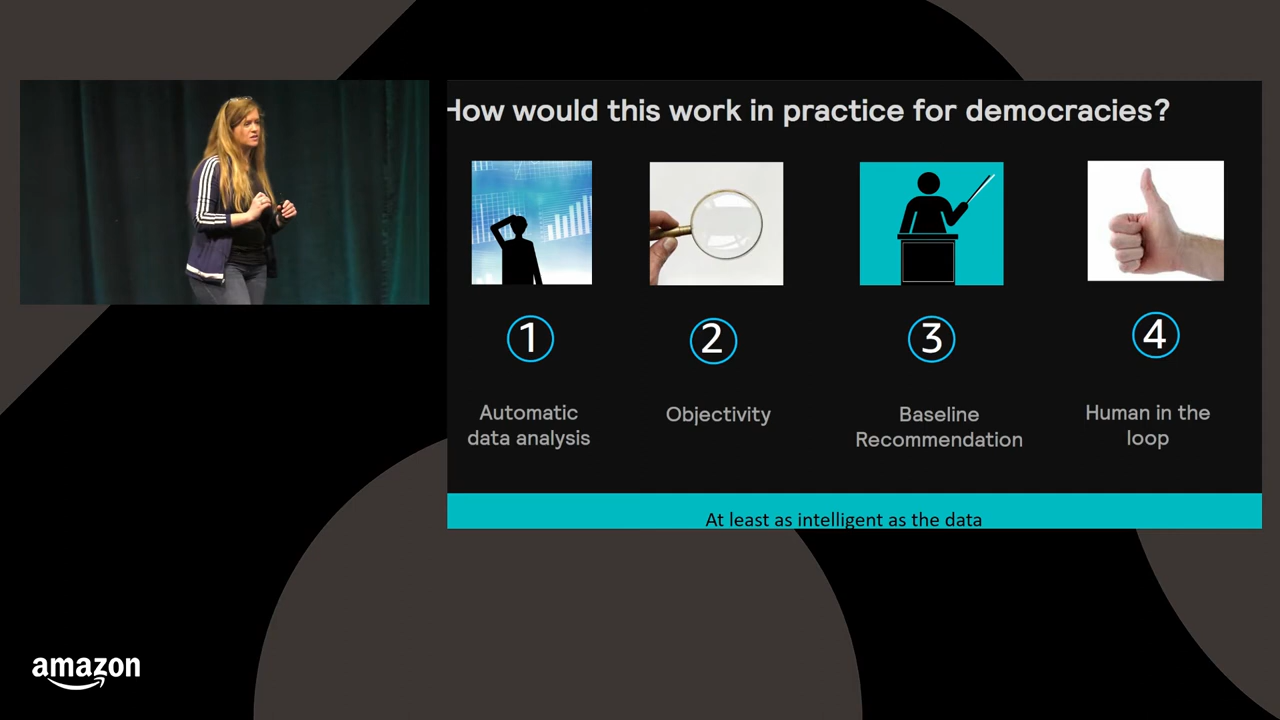 How would this work in practice for democracies?
1
2
3
4
Automatic
data analysis
Objectivity
Baseline
Recommendation
Human in the
loop
At least as intelligent as the data
amazon